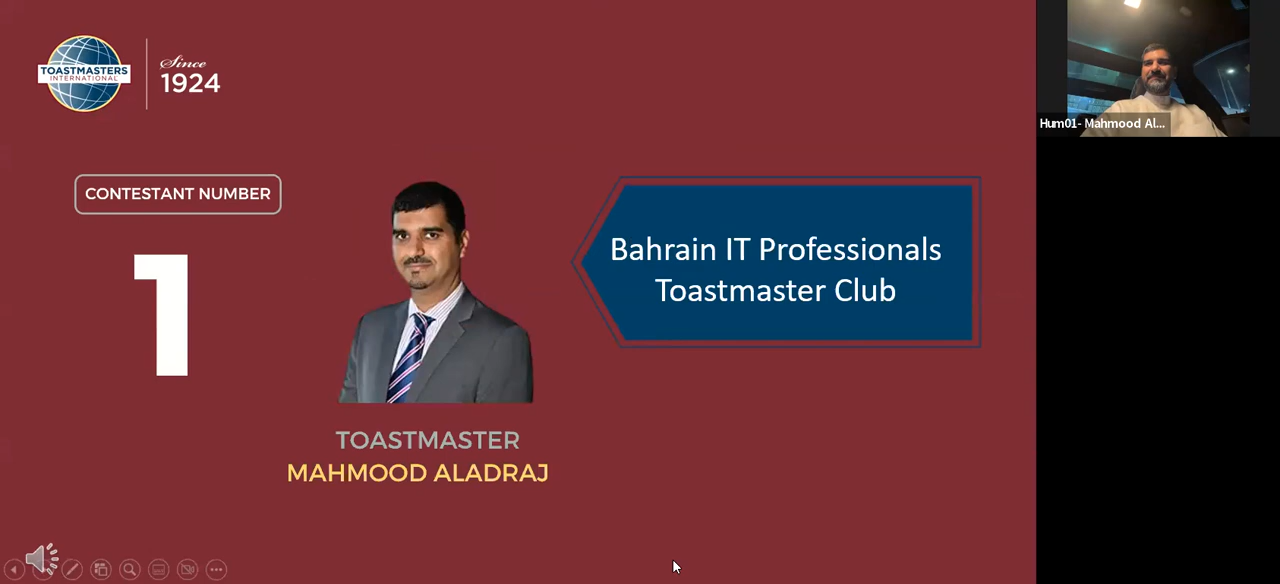 TOASTMASTERS
INTERNATIONAL
Since
1924
CONTESTANT NUMBER
1
Bahrain IT Professionals
Toastmaster Club
TOASTMASTER
MAHMOOD ALADRAJ
Hum01- Mahmood Al...